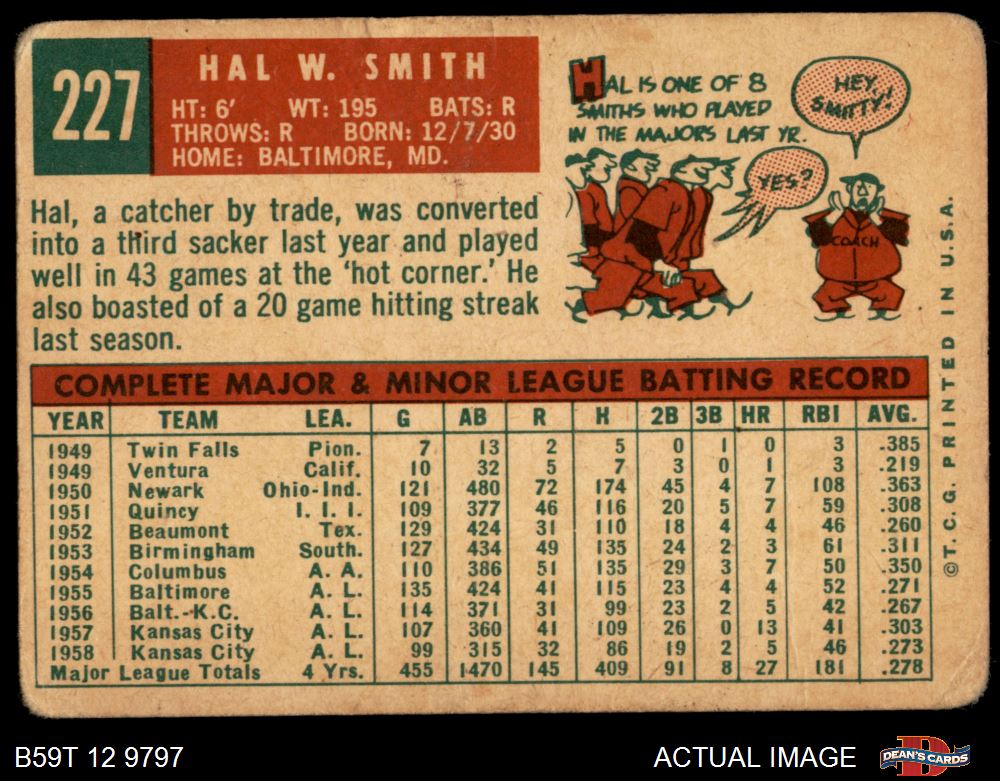 227
HAL W. SMITH
HT: 6' WT: 195 BATS: R
THROWS: R BORN: 12/7/30
HOME: BALTIMORE, MD.
HAL IS ONE OF 8
SMITHS WHO PLAYED
IN THE MAJORS LAST YR.
HEY,
SMITTY!
YES?
COACH
Hal, a catcher by trade, was converted
into a third sacker last year and played
well in 43 games at the 'hot corner.' He
also boasted of a 20 game hitting streak
last season.
COMPLETE MAJOR & MINOR LEAGUE BATTING RECORD
YEAR TEAM LEA. G AB R H 2B 3B HR RBI AVG.
1949 Twin Falls Pion. 7 13 2 5 0 1 0 3 .385
1949 Ventura Calif. 10 32 5 7 3 0 1 3 .219
1950 Newark Ohio-Ind. 121 480 72 174 45 4 7 108 .363
1951 Quincy I. I. I. 109 377 46 116 20 5 7 59 .308
1952 Beaumont Tex. 129 424 31 110 18 4 4 46 .260
1953 Birmingham South. 127 434 49 135 24 2 3 61 .311
1954 Columbus A. A. 110 386 51 135 29 3 7 50 .350
1955 Baltimore A. L. 135 424 41 115 23 4 4 52 .271
1956 Balt.-K.C. A. L. 114 371 31 99 23 2 5 42 .267
1957 Kansas City A. L. 107 360 41 109 26 0 13 41 .303
1958 Kansas City A. L. 99 315 32 86 19 2 5 46 .273
Major League Totals 4 Yrs. 455 1470 145 409 91 8 27 181 .278
©T. C. G. PRINTED IN U.S.A.
B59T 12 9797
ACTUAL IMAGE
DEAN'S CARDS